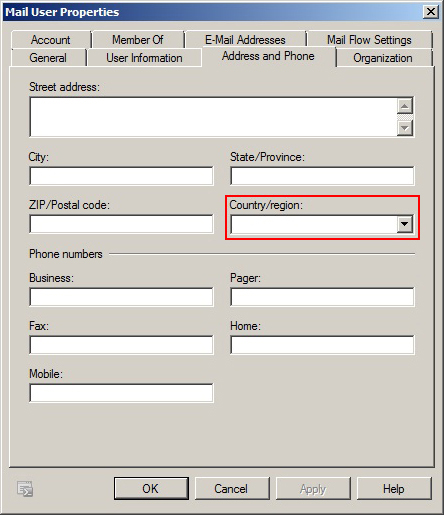 Mail User Properties
Account Member Of E-Mail Addresses Mail Flow Settings
General User Information Address and Phone Organization
Street address:
City: State/Province:
ZIP/Postal code: Country/region:
Phone numbers
Business: Pager:
Fax: Home:
Mobile:
OK Cancel Apply Help